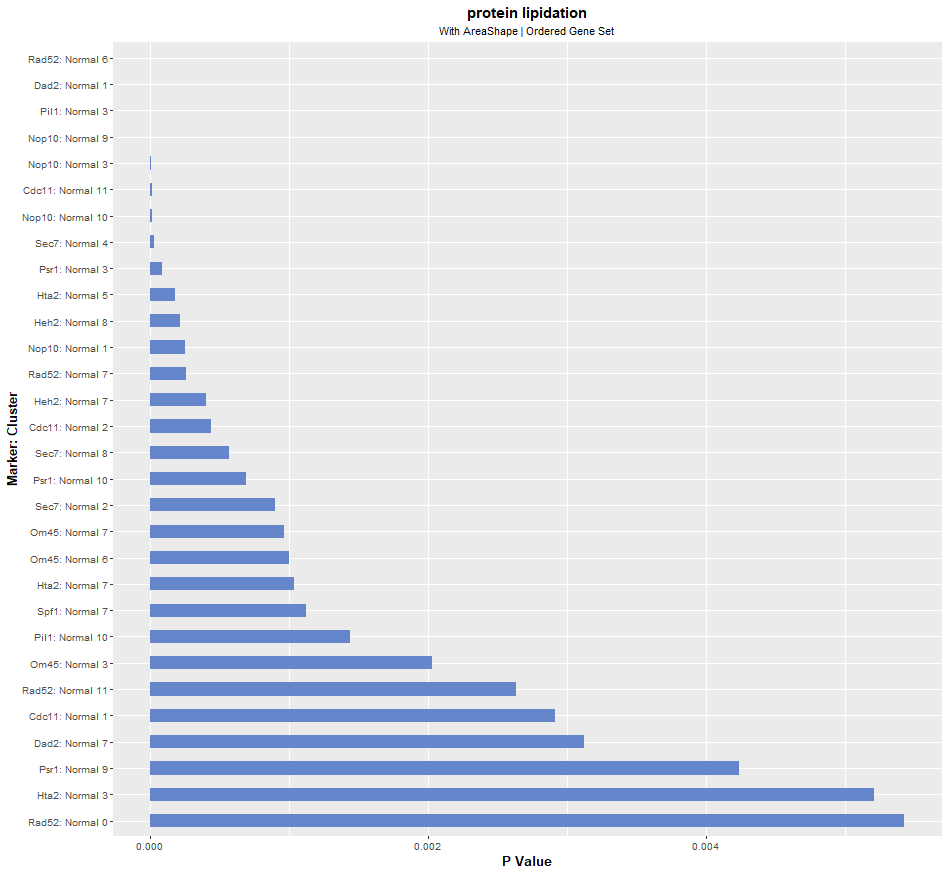 protein lipidation
With AreaShape | Ordered Gene Set
Rad52: Normal 6
Dad2: Normal 1
Pil1: Normal 3
Nop10: Normal 9
Nop10: Normal 3
Cdc11: Normal 11
Nop10: Normal 10
Sec7: Normal 4
Psr1: Normal 3
Hta2: Normal 5
Heh2: Normal 8
Nop10: Normal 1
Rad52: Normal 7
Heh2: Normal 7
Cdc11: Normal 2
Sec7: Normal 8
Psr1: Normal 10
Sec7: Normal 2
Om45: Normal 7
Om45: Normal 6
Hta2: Normal 7
Spf1: Normal 7
Pil1: Normal 10
Om45: Normal 3
Rad52: Normal 11
Cdc11: Normal 1
Dad2: Normal 7
Psr1: Normal 9
Hta2: Normal 3
Rad52: Normal 0
Marker: Cluster
0.000 0.002 0.004
P Value